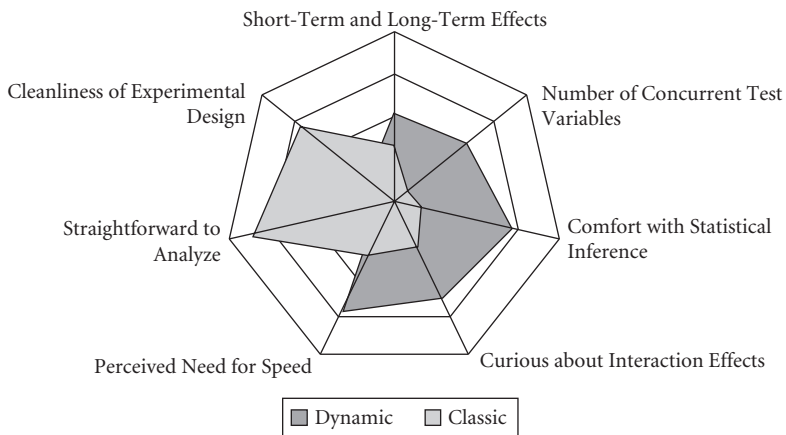 Short-Term and Long-Term Effects
Number of Concurrent Test
Variables
Comfort with Statistical
Inference
Curious about Interaction Effects
Perceived Need for Speed
Straightforward to
Analyze
Cleanliness of Experimental
Design
Dynamic
Classic